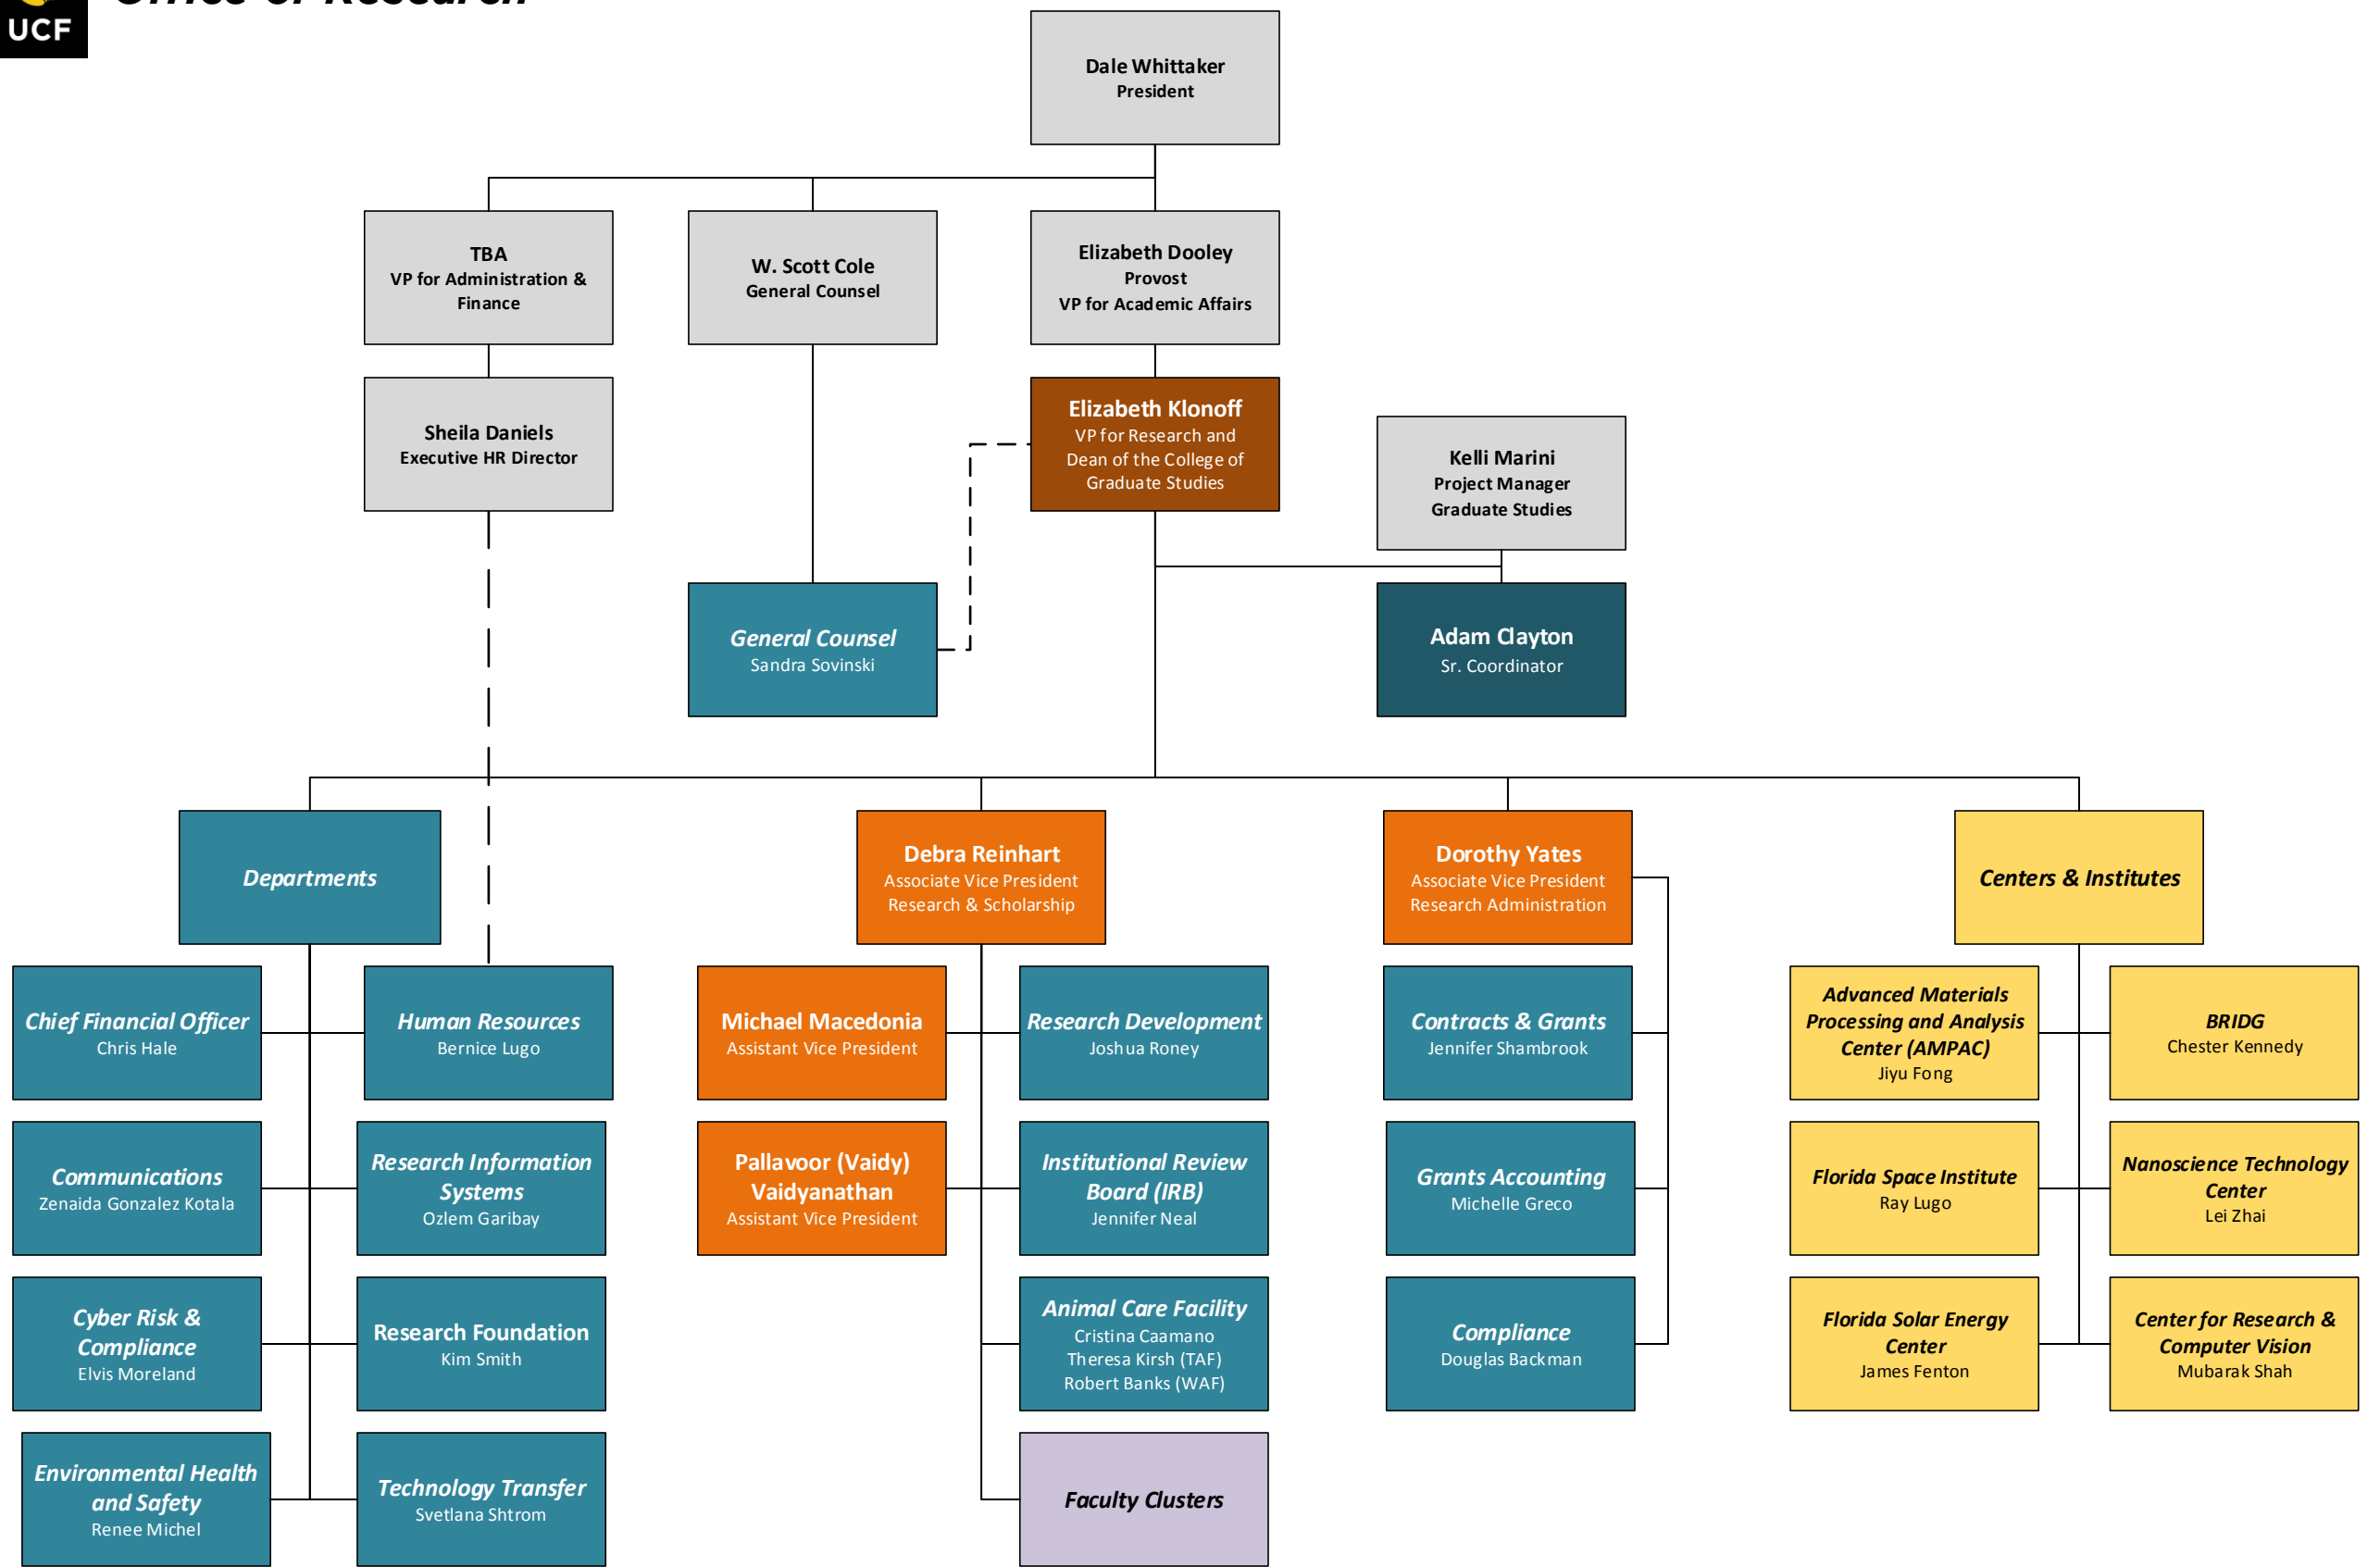 Office of Research
UCF
Dale Whittaker
President
TBA
VP for Administration &
Finance
W. Scott Cole
General Counsel
Elizabeth Dooley
Provost
VP for Academic Affairs
Sheila Daniels
Executive HR Director
Elizabeth Klonoff
VP for Research and
Dean of the College of
Graduate Studies
Kelli Marini
Project Manager
Graduate Studies
General Counsel
Sandra Sovinski
Adam Clayton
Sr. Coordinator
Departments
Debra Reinhart
Associate Vice President
Research & Scholarship
Dorothy Yates
Associate Vice President
Research Administration
Centers & Institutes
Chief Financial Officer
Chris Hale
Human Resources
Bernice Lugo
Michael Macedonia
Assistant Vice President
Research Development
Joshua Roney
Contracts & Grants
Jennifer Shambrook
Advanced Materials
Processing and Analysis
Center (AMPAC)
Jiyu Fong
BRIDG
Chester Kennedy
Communications
Zenaida Gonzalez Kotala
Research Information
Systems
Ozlem Garibay
Pallavoor (Vaidy)
Vaidyanathan
Assistant Vice President
Institutional Review
Board (IRB)
Jennifer Neal
Grants Accounting
Michelle Greco
Florida Space Institute
Ray Lugo
Nanoscience Technology
Center
Lei Zhai
Cyber Risk &
Compliance
Elvis Moreland
Research Foundation
Kim Smith
Animal Care Facility
Cristina Caamano
Theresa Kirsh (TAF)
Robert Banks (WAF)
Compliance
Douglas Backman
Florida Solar Energy
Center
James Fenton
Center for Research &
Computer Vision
Mubarak Shah
Environmental Health
and Safety
Renee Michel
Technology Transfer
Svetlana Shtrom
Faculty Clusters